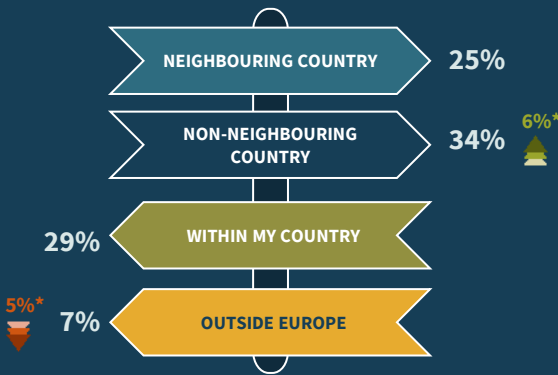 NEIGHBOURING COUNTRY
25%
NON-NEIGHBOURING
COUNTRY
34%
6%*
WITHIN MY COUNTRY
29%
OUTSIDE EUROPE
7%
5%*